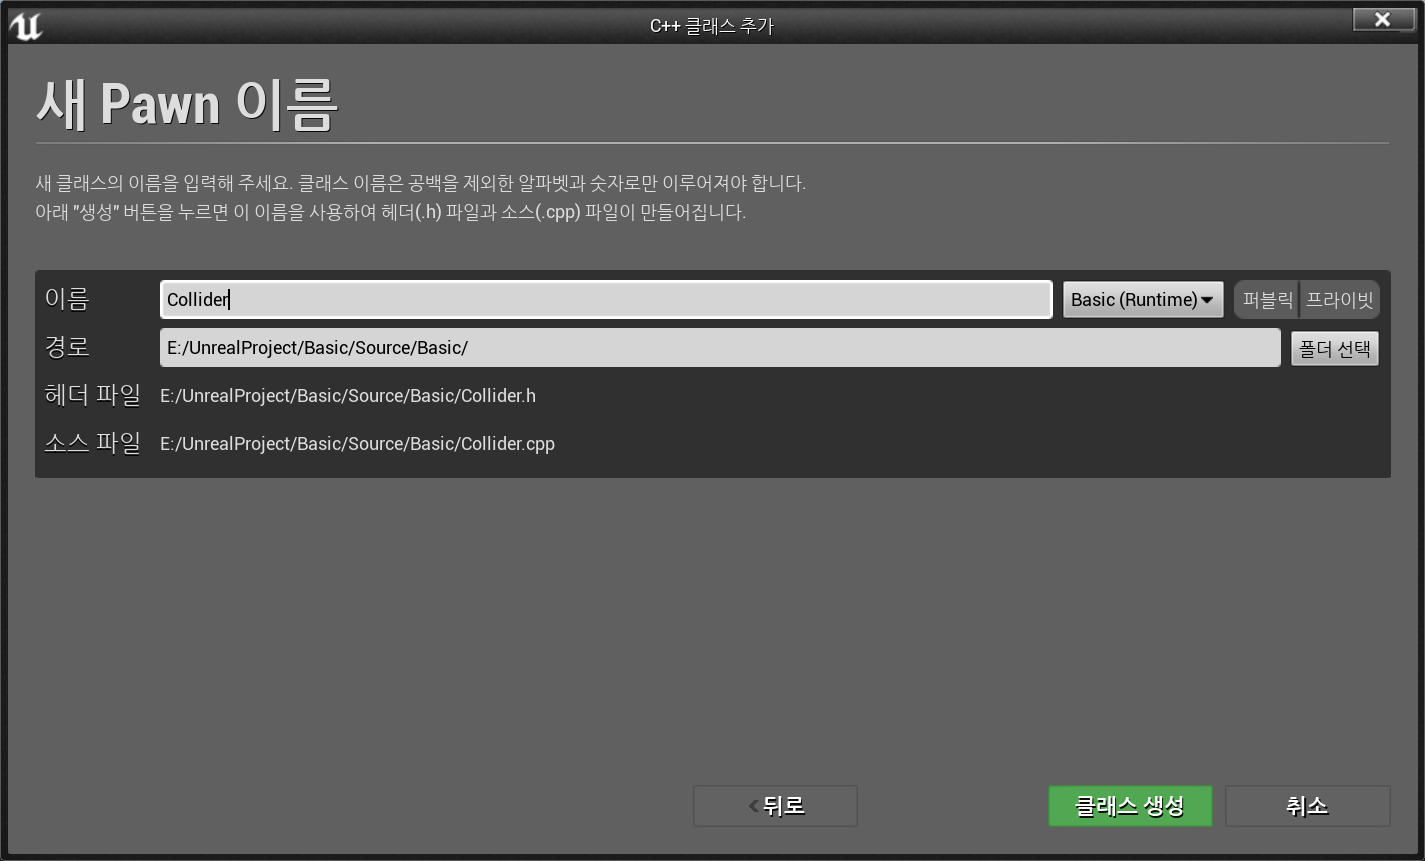 C++ 클래스 추가
새 Pawn 이름
새 클래스의 이름을 입력해 주세요. 클래스 이름은 공백을 제외한 알파벳과 숫자로만 이루어져야 합니다.
아래 "생성" 버튼을 누르면 이 이름을 사용하여 헤더(.h) 파일과 소스(.cpp) 파일이 만들어집니다.
이름 Collider Basic (Runtime) 퍼블릭 프라이빗
경로 E:/UnrealProject/Basic/Source/Basic/ 폴더 선택
헤더 파일 E:/UnrealProject/Basic/Source/Basic/Collider.h
소스 파일 E:/UnrealProject/Basic/Source/Basic/Collider.cpp
뒤로 클래스 생성 취소